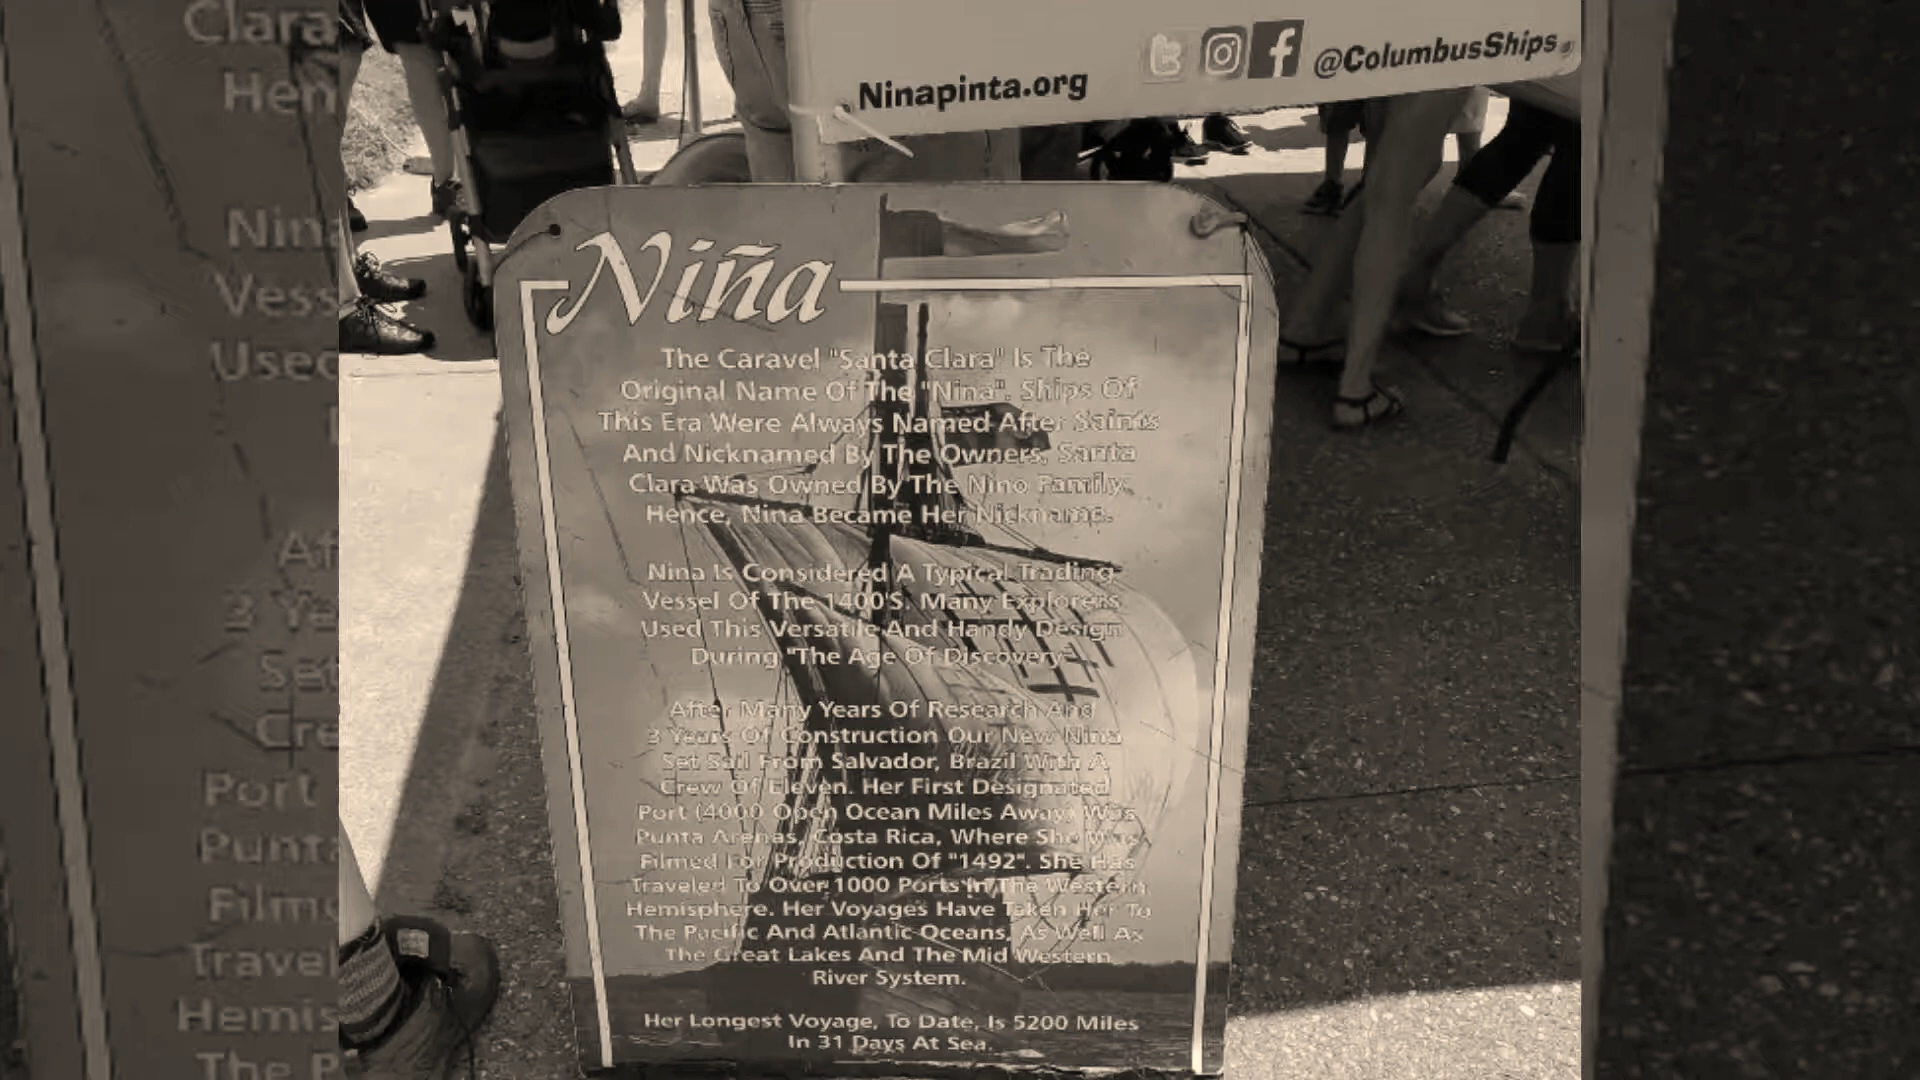 Ninapinta.org
@ColumbusShips
Niña
The Caravel "Santa Clara" Is The
Original Name Of The "Nina". Ships Of
This Era Were Always Named After Saints
And Nicknamed By The Owners. Santa
Clara Was Owned By The Nino Family.
Hence, Nina Became Her Nickname.
Nina Is Considered A Typical Trading
Vessel Of The 1400'S. Many Explorers
Used This Versatile And Handy Design
During "The Age Of Discovery"
After Many Years Of Research And
3 Years Of Construction Our New Nina
Set Sail From Salvador, Brazil With A
Crew Of Eleven. Her First Designated
Port (4000 Open Ocean Miles Away) Was
Punta Arenas, Costa Rica, Where She Was
Filmed For Production Of "1492". She Has
Traveled To Over 1000 Ports In The Western
Hemisphere. Her Voyages Have Taken Her To
The Pacific And Atlantic Oceans, As Well As
The Great Lakes And The Mid Western
River System.
Her Longest Voyage, To Date, Is 5200 Miles
In 31 Days At Sea.